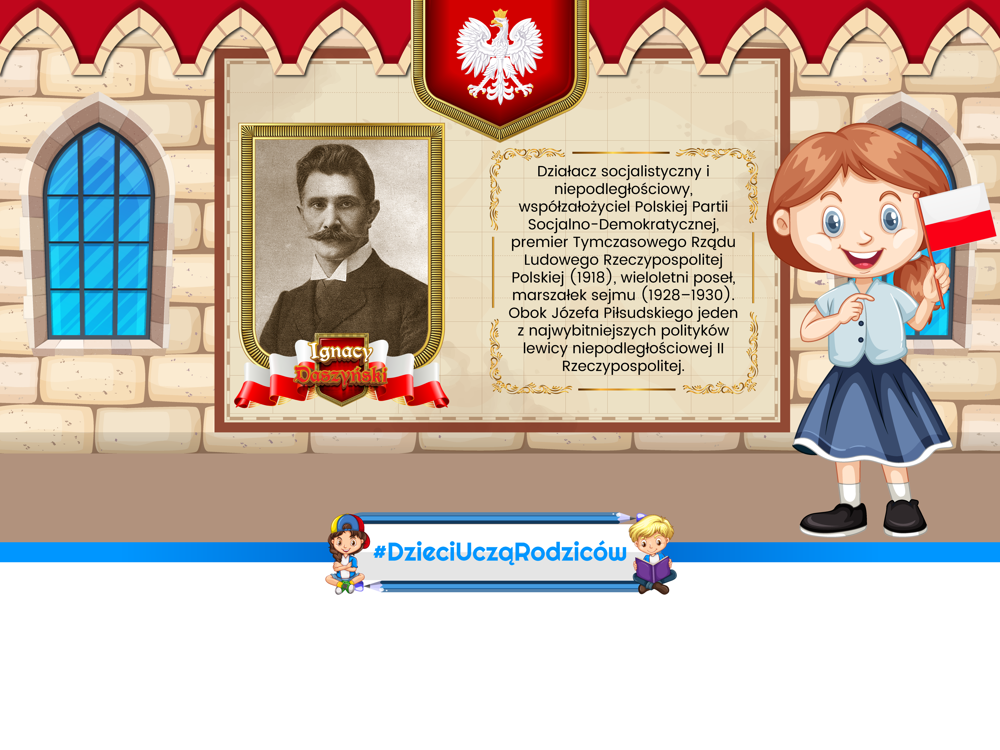 Ignacy
Daszyński
Działacz socjalistyczny i
niepodległościowy,
współzałożyciel Polskiej Partii
Socjalno-Demokratycznej,
premier Tymczasowego Rządu
Ludowego Rzeczypospolitej
Polskiej (1918), wieloletni poseł,
marszałek sejmu (1928–1930).
Obok Józefa Piłsudskiego jeden
z najwybitniejszych polityków
lewicy niepodległościowej II
Rzeczypospolitej.
#DzieciUcząRodziców